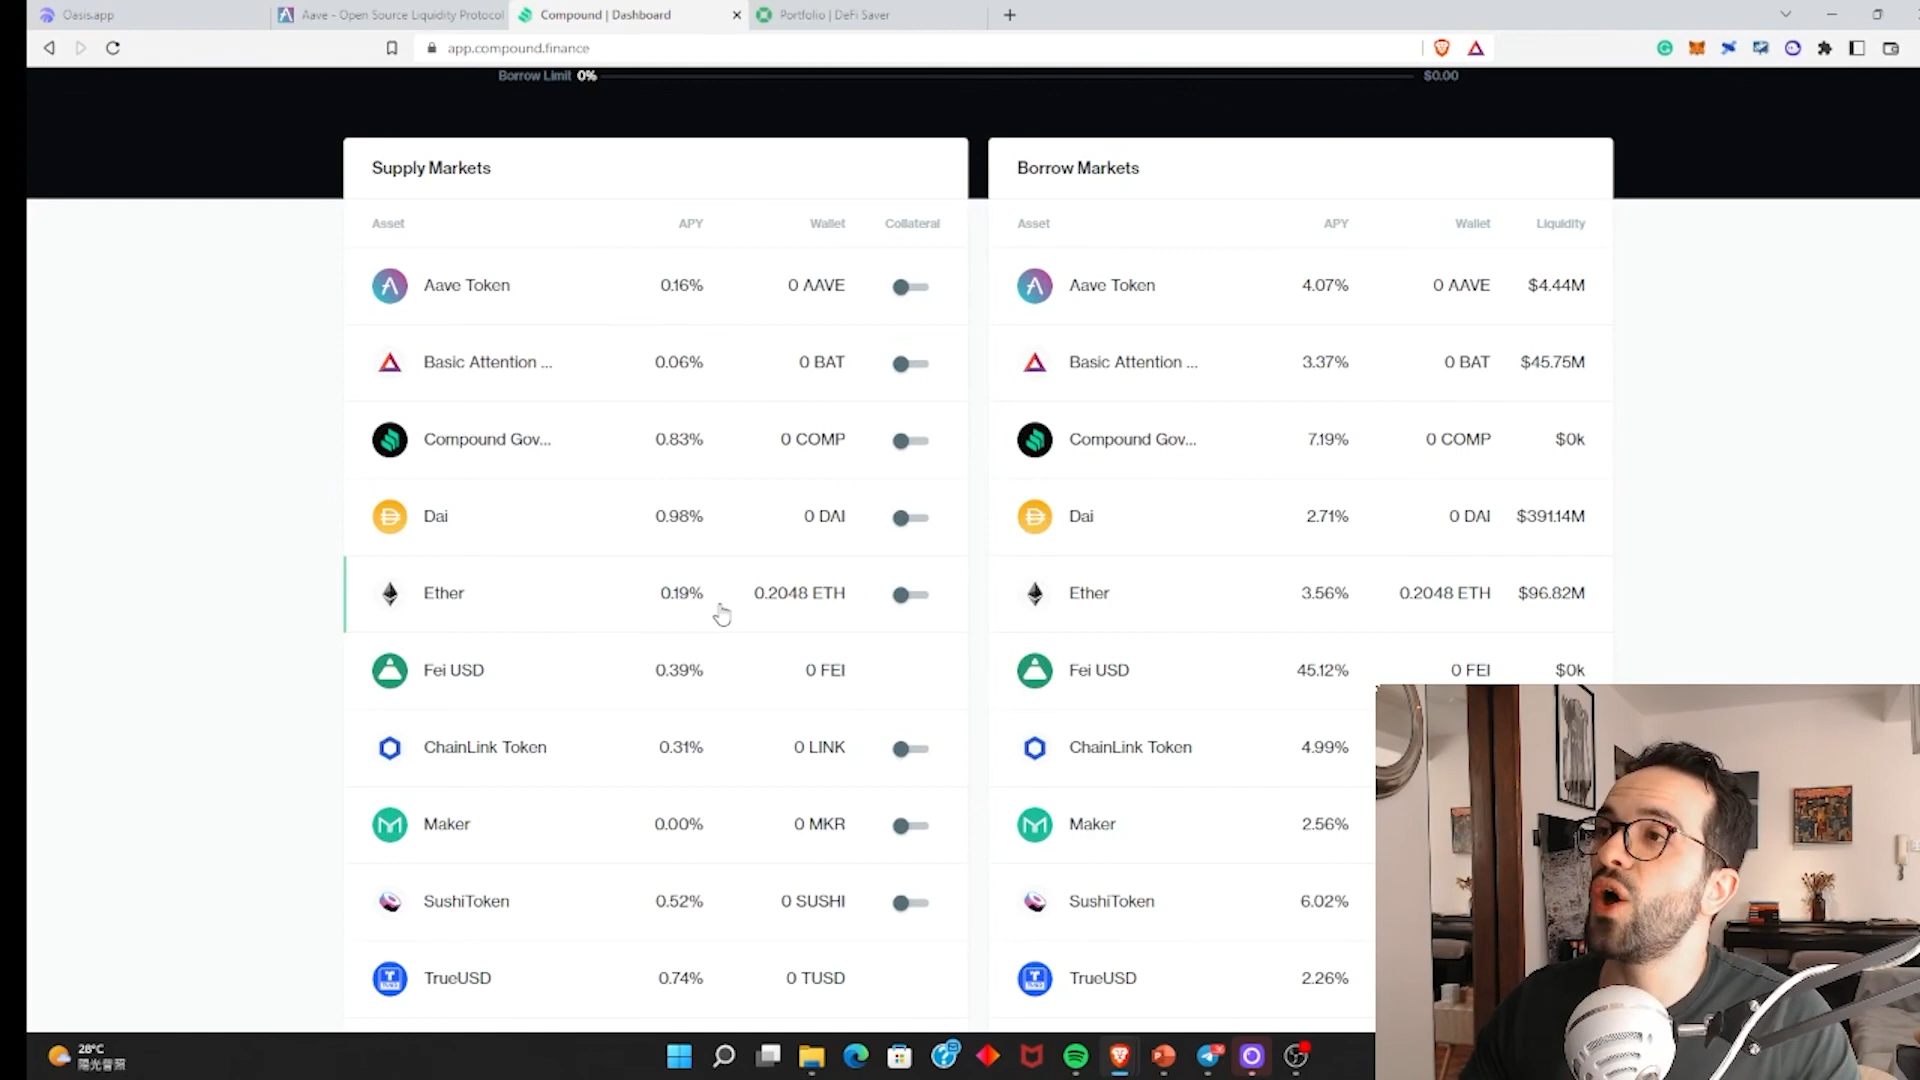 Oasis.app
Aave - Open Source Liquidity Protocol
Compound | Dashboard
Portfolio | DeFi Saver
app.compound.finance
Borrow Limit 0%
$0.00
Supply Markets
Asset APY Wallet Collateral
Aave Token 0.16% 0 AAVE
Basic Attention ... 0.06% 0 BAT
Compound Gov... 0.83% 0 COMP
Dai 0.98% 0 DAI
Ether 0.19% 0.2048 ETH
Fei USD 0.39% 0 FEI
ChainLink Token 0.31% 0 LINK
Maker 0.00% 0 MKR
SushiToken 0.52% 0 SUSHI
TrueUSD 0.74% 0 TUSD
Borrow Markets
Asset APY Wallet Liquidity
Aave Token 4.07% 0 AAVE $4.44M
Basic Attention ... 3.37% 0 BAT $45.75M
Compound Gov... 7.19% 0 COMP $0k
Dai 2.71% 0 DAI $391.14M
Ether 3.56% 0.2048 ETH $96.82M
Fei USD 45.12% 0 FEI $0k
ChainLink Token 4.99%
Maker 2.56%
SushiToken 6.02%
TrueUSD 2.26%
28°C
陽光普照